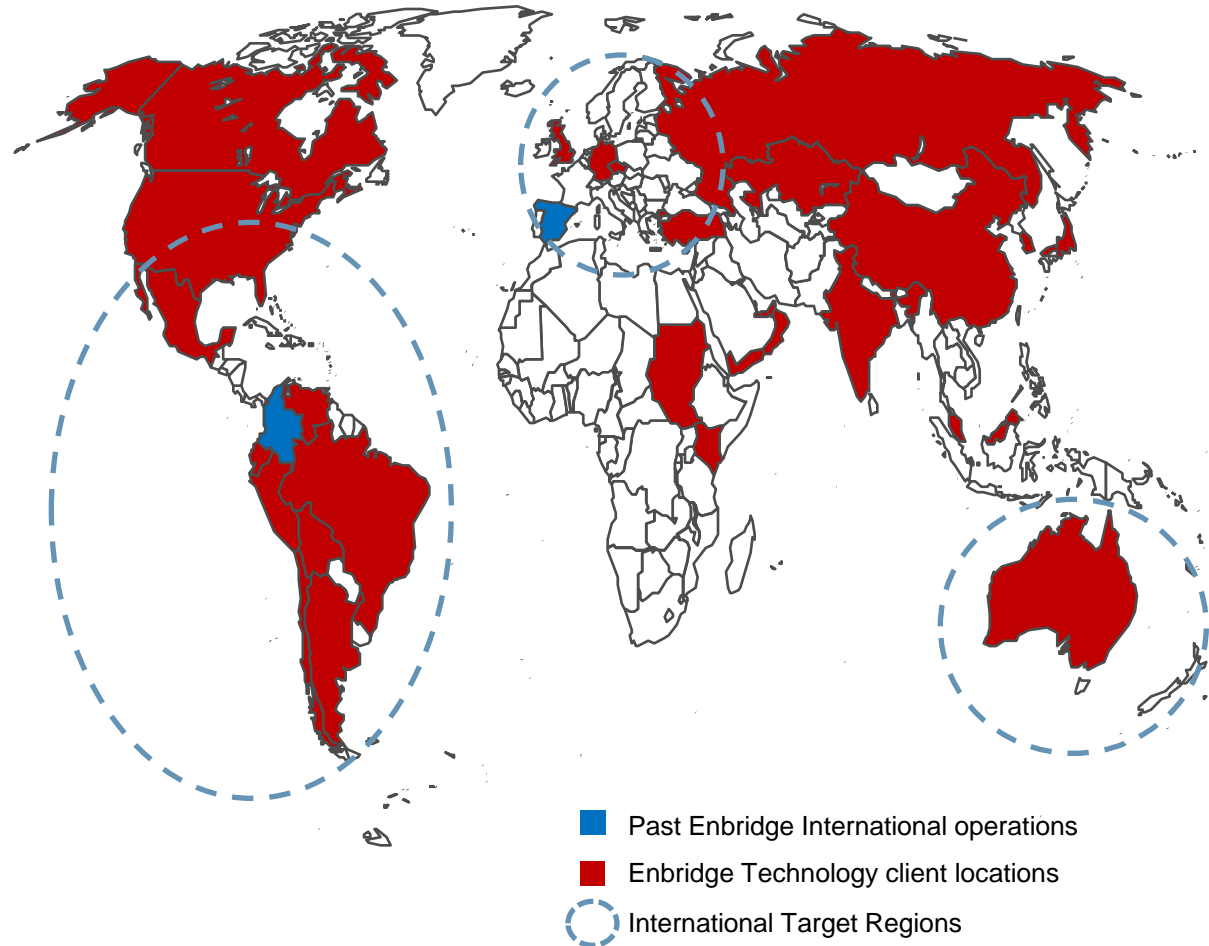 Past Enbridge International operations
Enbridge Technology client locations
International Target Regions